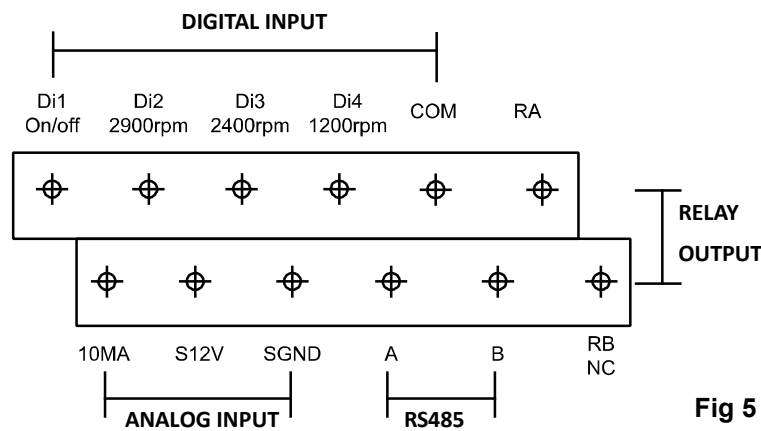 DIGITAL INPUT
Di1 Di2 Di3 Di4 COM RA
On/off 2900rpm 2400rpm 1200rpm
RELAY
OUTPUT
10MA S12V SGND A B RB
NC
ANALOG INPUT RS485
Fig 5